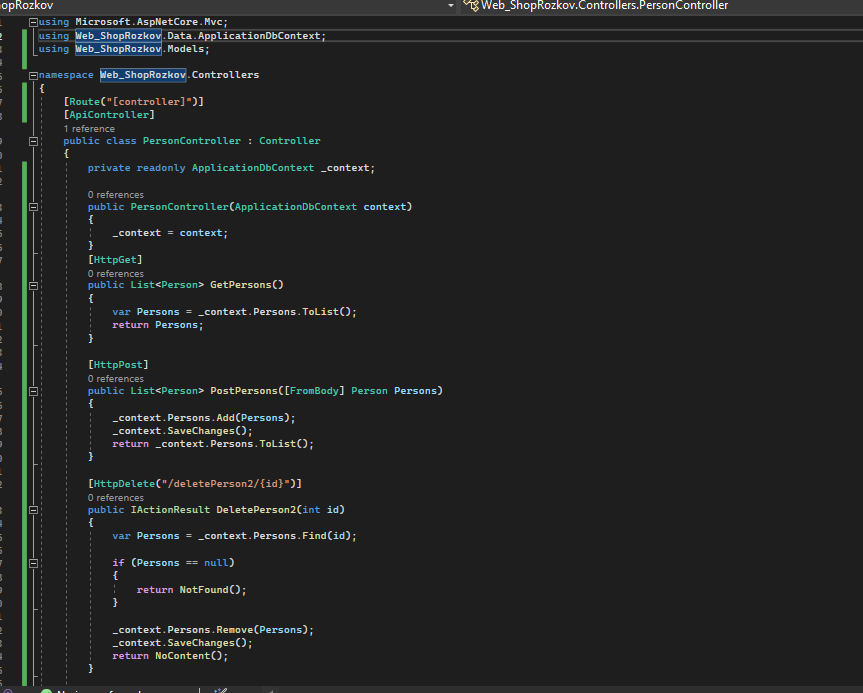 opRozkov
Web_ShopRozkov.Controllers.PersonController
using Microsoft.AspNetCore.Mvc;
using Web_ShopRozkov.Data.ApplicationDbContext;
using Web_ShopRozkov.Models;
namespace Web_ShopRozkov.Controllers
{
[Route("[controller]")]
[ApiController]
1 reference
public class PersonController : Controller
{
private readonly ApplicationDbContext _context;
0 references
public PersonController(ApplicationDbContext context)
{
_context = context;
}
[HttpGet]
0 references
public List<Person> GetPersons()
{
var Persons = _context.Persons.ToList();
return Persons;
}
[HttpPost]
0 references
public List<Person> PostPersons([FromBody] Person Persons)
{
_context.Persons.Add(Persons);
_context.SaveChanges();
return _context.Persons.ToList();
}
[HttpDelete("/deletePerson2/{id}")]
0 references
public IActionResult DeletePerson2(int id)
{
var Persons = _context.Persons.Find(id);
if (Persons == null)
{
return NotFound();
}
_context.Persons.Remove(Persons);
_context.SaveChanges();
return NoContent();
}